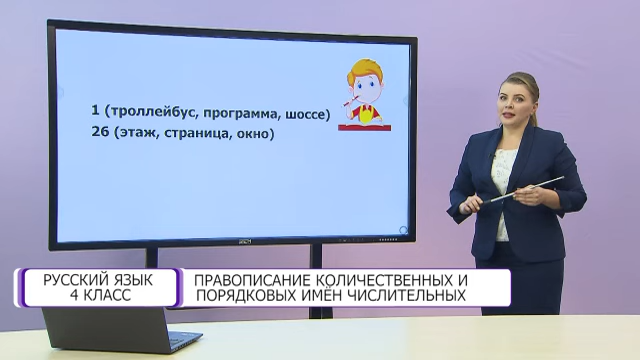 1 (троллейбус, программа, шоссе)
26 (этаж, страница, окно)
РУССКИЙ ЯЗЫК
4 КЛАСС
ПРАВОПИСАНИЕ КОЛИЧЕСТВЕННЫХ И
ПОРЯДКОВЫХ ИМЁН ЧИСЛИТЕЛЬНЫХ